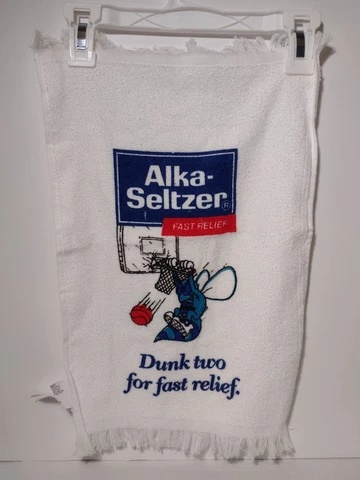 Alka-
Seltzer®
FAST RELIEF
Dunk two
for fast relief.